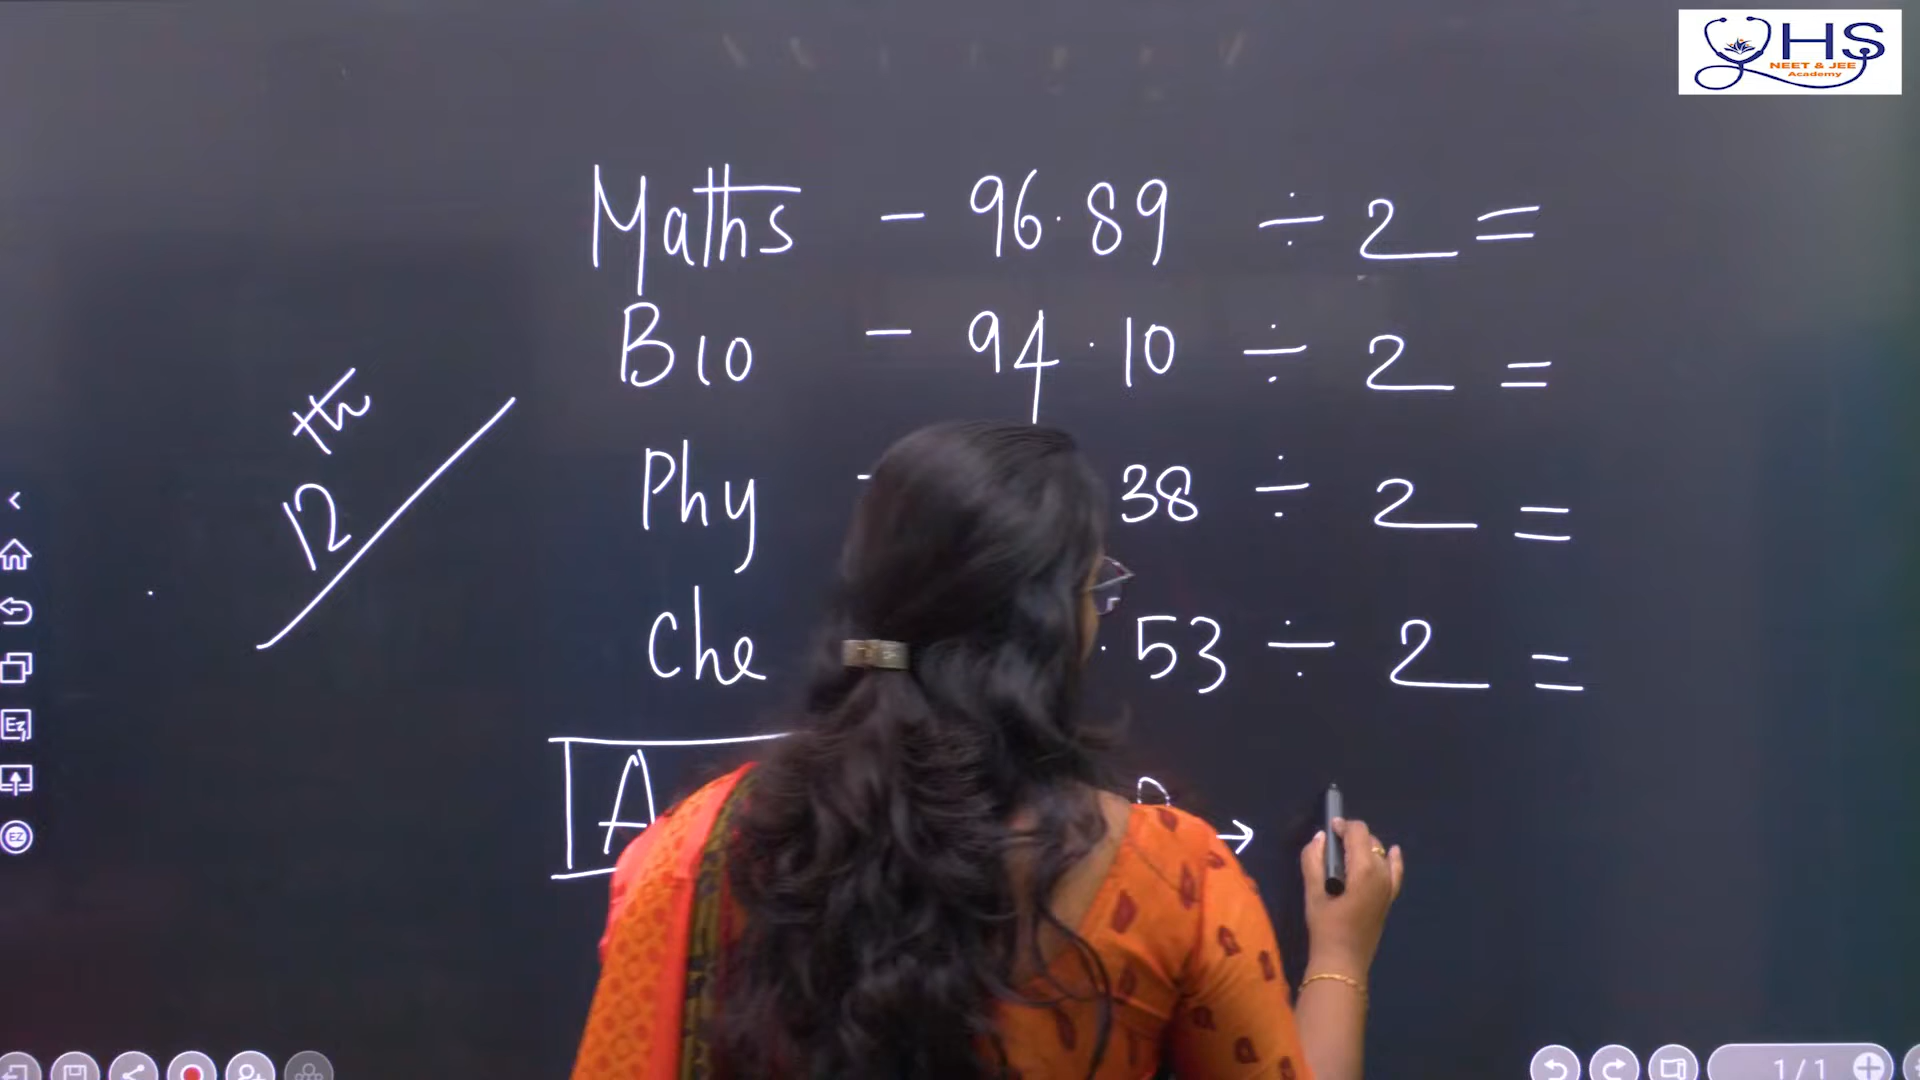 HS
NEET & JEE
Academy
Maths - 96.89 ÷ 2 =
Bio - 94.10 ÷ 2 =
Phy - 38 ÷ 2 =
Che .53 ÷ 2 =
12th
A →
1/1